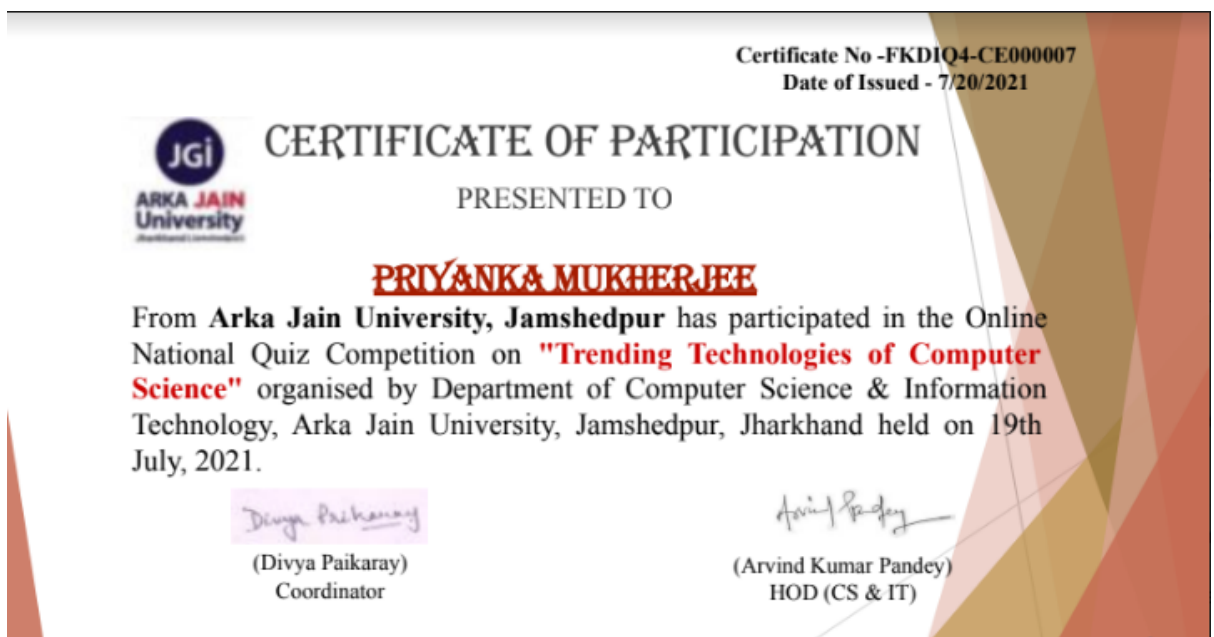 Certificate No -FKDIQ4-CE000007
Date of Issued - 7/20/2021
JGi
ARKA JAIN
University
CERTIFICATE OF PARTICIPATION
PRESENTED TO
PRIYANKA MUKHERJEE
From Arka Jain University, Jamshedpur has participated in the Online
National Quiz Competition on "Trending Technologies of Computer
Science" organised by Department of Computer Science & Information
Technology, Arka Jain University, Jamshedpur, Jharkhand held on 19th
July, 2021.
Divya Paikaray
Arvind Pandey
(Divya Paikaray)
(Arvind Kumar Pandey)
Coordinator
HOD (CS & IT)